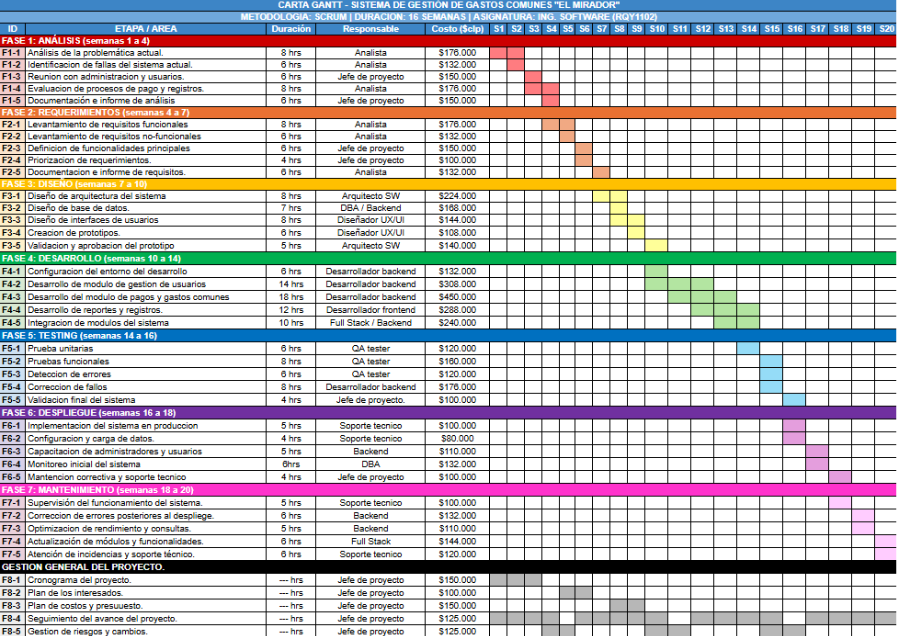 CARTA GANTT - SISTEMA DE GESTIÓN DE GASTOS COMUNES "EL MIRADOR"
METODOLOGIA: SCRUM | DURACION: 16 SEMANAS | ASIGNATURA: ING. SOFTWARE (RQY1102)
ID ETAPA / AREA Duración Responsable Costo ($clp) S1 S2 S3 S4 S5 S6 S7 S8 S9 S10 S11 S12 S13 S14 S15 S16 S17 S18 S19 S20
FASE 1: ANÁLISIS (semanas 1 a 4)
F1-1 Análisis de la problemática actual. 8 hrs Analista $176.000
F1-2 Identificacion de fallas del sistema actual. 6 hrs Analista $132.000
F1-3 Reunion con administracion y usuarios. 6 hrs Jefe de proyecto $150.000
F1-4 Evaluacion de procesos de pago y registros. 8 hrs Analista $176.000
F1-5 Documentación e informe de análisis 6 hrs Jefe de proyecto $150.000
FASE 2: REQUERIMIENTOS (semanas 4 a 7)
F2-1 Levantamiento de requisitos funcionales 8 hrs Analista $176.000
F2-2 Levantamiento de requisitos no-funcionales 6 hrs Analista $132.000
F2-3 Definicion de funcionalidades principales 6 hrs Jefe de proyecto $150.000
F2-4 Priorizacion de requerimientos. 4 hrs Jefe de proyecto $100.000
F2-5 Documentacion e informe de requisitos. 6 hrs Analista $132.000
FASE 3: DISEÑO (semanas 7 a 10)
F3-1 Diseño de arquitectura del sistema 8 hrs Arquitecto SW $224.000
F3-2 Diseño de base de datos. 7 hrs DBA / Backend $168.000
F3-3 Diseño de interfaces de usuarios 8 hrs Diseñador UX/UI $144.000
F3-4 Creacion de prototipos. 6 hrs Diseñador UX/UI $108.000
F3-5 Validacion y aprobacion del prototipo 5 hrs Arquitecto SW $140.000
FASE 4: DESARROLLO (semanas 10 a 14)
F4-1 Configuracion del entorno del desarrollo 6 hrs Desarrollador backend $132.000
F4-2 Desarrollo de modulo de gestion de usuarios 14 hrs Desarrollador backend $308.000
F4-3 Desarrollo del modulo de pagos y gastos comunes 18 hrs Desarrollador backend $450.000
F4-4 Desarrollo de reportes y registros. 12 hrs Desarrollador frontend $288.000
F4-5 Integracion de modulos del sistema 10 hrs Full Stack / Backend $240.000
FASE 5: TESTING (semanas 14 a 16)
F5-1 Prueba unitarias 6 hrs QA tester $120.000
F5-2 Pruebas funcionales 8 hrs QA tester $160.000
F5-3 Deteccion de errores 6 hrs QA tester $120.000
F5-4 Correccion de fallos 8 hrs Desarrollador backend $176.000
F5-5 Validacion final del sistema 4 hrs Jefe de proyecto. $100.000
FASE 6: DESPLIEGUE (semanas 16 a 18)
F6-1 Implementacion del sistema en produccion 5 hrs Soporte tecnico $100.000
F6-2 Configuracion y carga de datos. 4 hrs Soporte tecnico $80.000
F6-3 Capacitacion de administradores y usuarios 5 hrs Backend $110.000
F6-4 Monitoreo inicial del sistema 6hrs DBA $132.000
F6-5 Mantencion correctiva y soporte tecnico 4 hrs Jefe de proyecto $100.000
FASE 7: MANTENIMIENTO (semanas 18 a 20)
F7-1 Supervisión del funcionamiento del sistema. 5 hrs Soporte tecnico $100.000
F7-2 Correccion de errores posteriores al despliege. 6 hrs Backend $132.000
F7-3 Optimizacion de rendimiento y consultas. 5 hrs Backend $110.000
F7-4 Actualización de módulos y funcionalidades. 6 hrs Full Stack $144.000
F7-5 Atención de incidencias y soporte técnico. 6 hrs Soporte tecnico $120.000
GESTION GENERAL DEL PROYECTO.
F8-1 Cronograma del proyecto. --- hrs Jefe de proyecto $150.000
F8-2 Plan de los interesados. --- hrs Jefe de proyecto $100.000
F8-3 Plan de costos y presuuesto. --- hrs Jefe de proyecto $150.000
F8-4 Seguimiento del avance del proyecto. --- hrs Jefe de proyecto $125.000
F8-5 Gestion de riesgos y cambios. --- hrs Jefe de proyecto $125.000